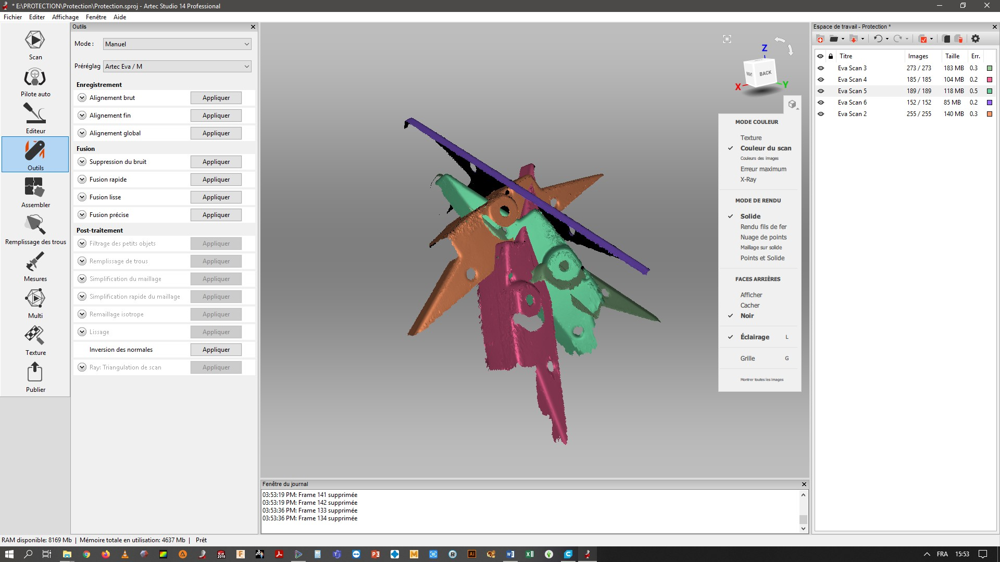 * E:\PROTECTION\Protection\Protection.sproj - Artec Studio 14 Professional
Fichier Editer Affichage Fenêtre Aide
Scan
Pilote auto
Editeur
Outils
Assembler
Remplissage des trous
Mesures
Multi
Texture
Publier
Outils
Mode : Manuel
Préréglag Artec Eva / M
Enregistrement
Alignement brut Appliquer
Alignement fin Appliquer
Alignement global Appliquer
Fusion
Suppression du bruit Appliquer
Fusion rapide Appliquer
Fusion lisse Appliquer
Fusion précise Appliquer
Post-traitement
Filtrage des petits objets Appliquer
Remplissage de trous Appliquer
Simplification du maillage Appliquer
Simplification rapide du maillage Appliquer
Remaillage isotrope Appliquer
Lissage Appliquer
Inversion des normales Appliquer
Ray: Triangulation de scan Appliquer
Z
RIGHT BACK
X Y
MODE COULEUR
Texture
Couleur du scan
Couleurs des images
Erreur maximum
X-Ray
MODE DE RENDU
Solide
Rendu fils de fer
Nuage de points
Maillage sur solide
Points et Solide
FACES ARRIÈRES
Afficher
Cacher
Noir
Éclairage L
Grille G
Montrer toutes les images
Fenêtre du journal
03:53:19 PM: Frame 141 supprimée
03:53:19 PM: Frame 142 supprimée
03:53:36 PM: Frame 133 supprimée
03:53:36 PM: Frame 134 supprimée
Espace de travail - Protection *
Titre Images Taille Err.
Eva Scan 3 273 / 273 183 MB 0.3
Eva Scan 4 185 / 185 104 MB 0.2
Eva Scan 5 189 / 189 118 MB 0.5
Eva Scan 6 152 / 152 85 MB 0.2
Eva Scan 2 255 / 255 140 MB 0.3
RAM disponible: 8169 Mb | Mémoire totale en utilisation: 4637 Mb | Prêt
FRA 15:53